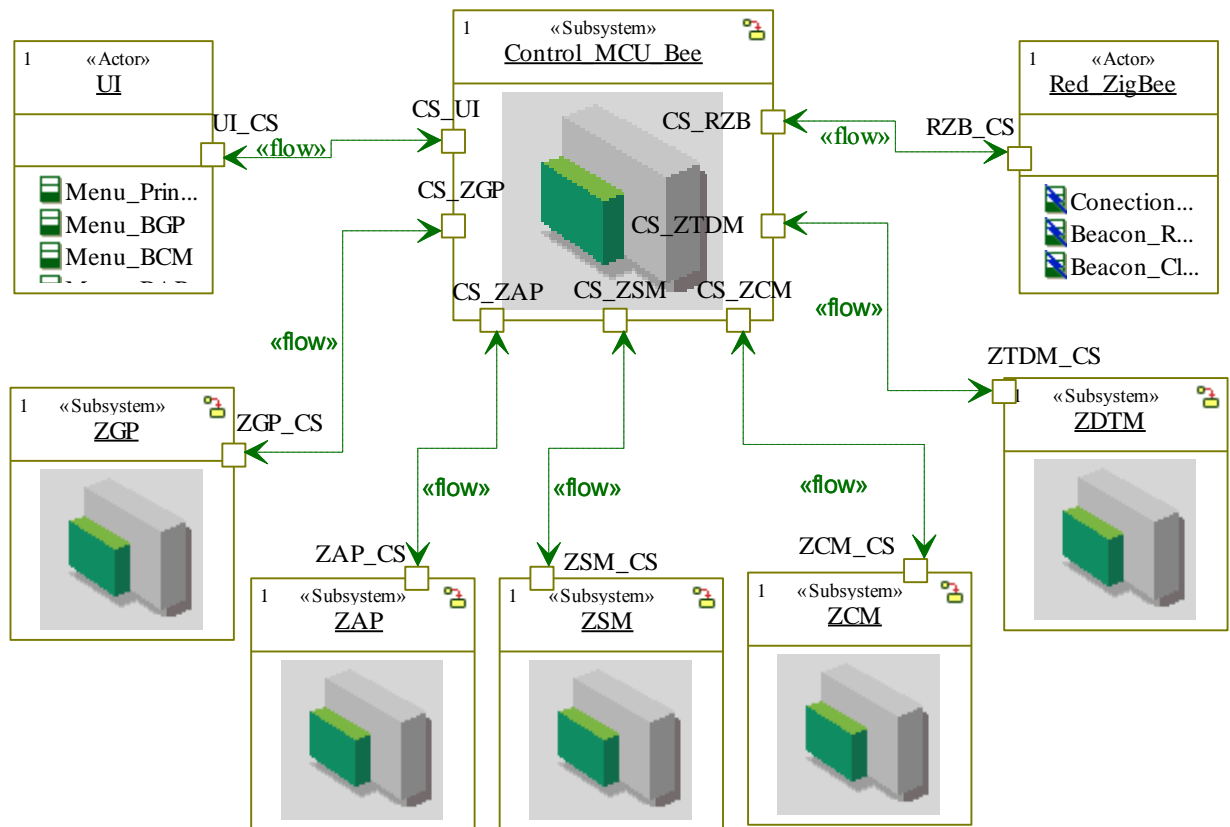 1 «Subsystem»
Control_MCU_Bee
1 «Actor»
UI
UI_CS
Menu_Prin...
Menu_BGP
Menu_BCM
1 «Actor»
Red_ZigBee
RZB_CS
Conection...
Beacon_R...
Beacon_Cl...
CS_UI
CS_RZB
CS_ZGP
CS_ZTDM
CS_ZAP
CS_ZSM
CS_ZCM
«flow»
«flow»
«flow»
«flow»
«flow»
«flow»
«flow»
1 «Subsystem»
ZGP
ZGP_CS
ZTDM_CS
1 «Subsystem»
ZDTM
ZAP_CS
1 «Subsystem»
ZAP
ZSM_CS
1 «Subsystem»
ZSM
ZCM_CS
1 «Subsystem»
ZCM